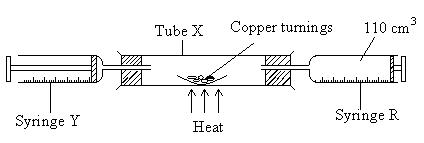 Tube X
Copper turnings
110 cm³
Syringe Y
Heat
Syringe R